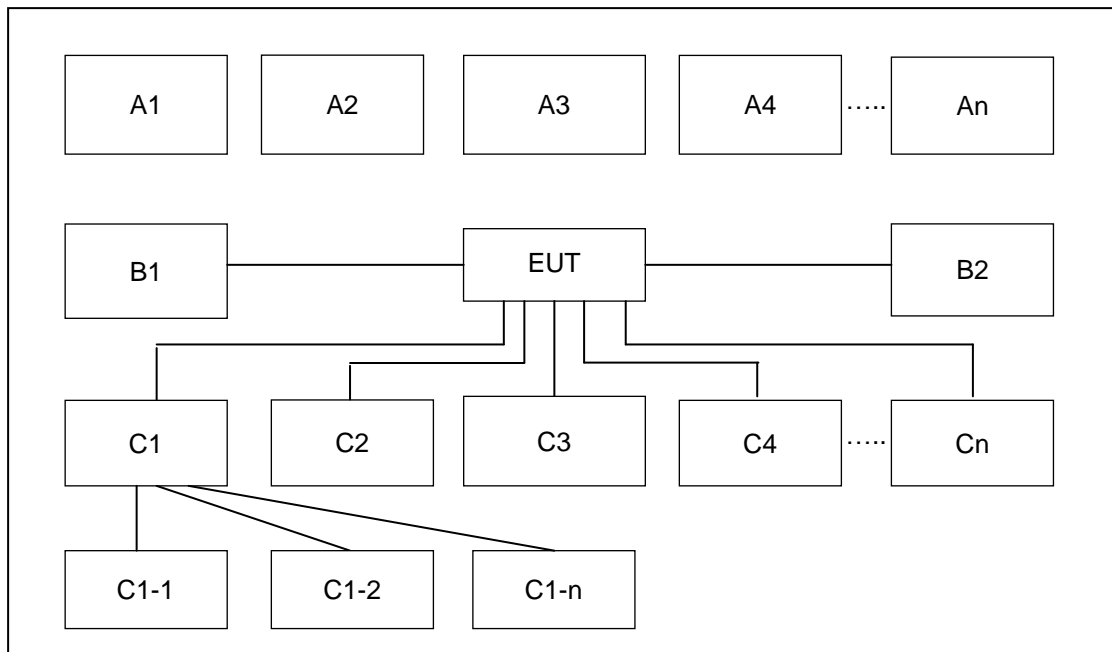 A1 A2 A3 A4 ..... An
B1 EUT B2
C1 C2 C3 C4 ..... Cn
C1-1 C1-2 C1-n